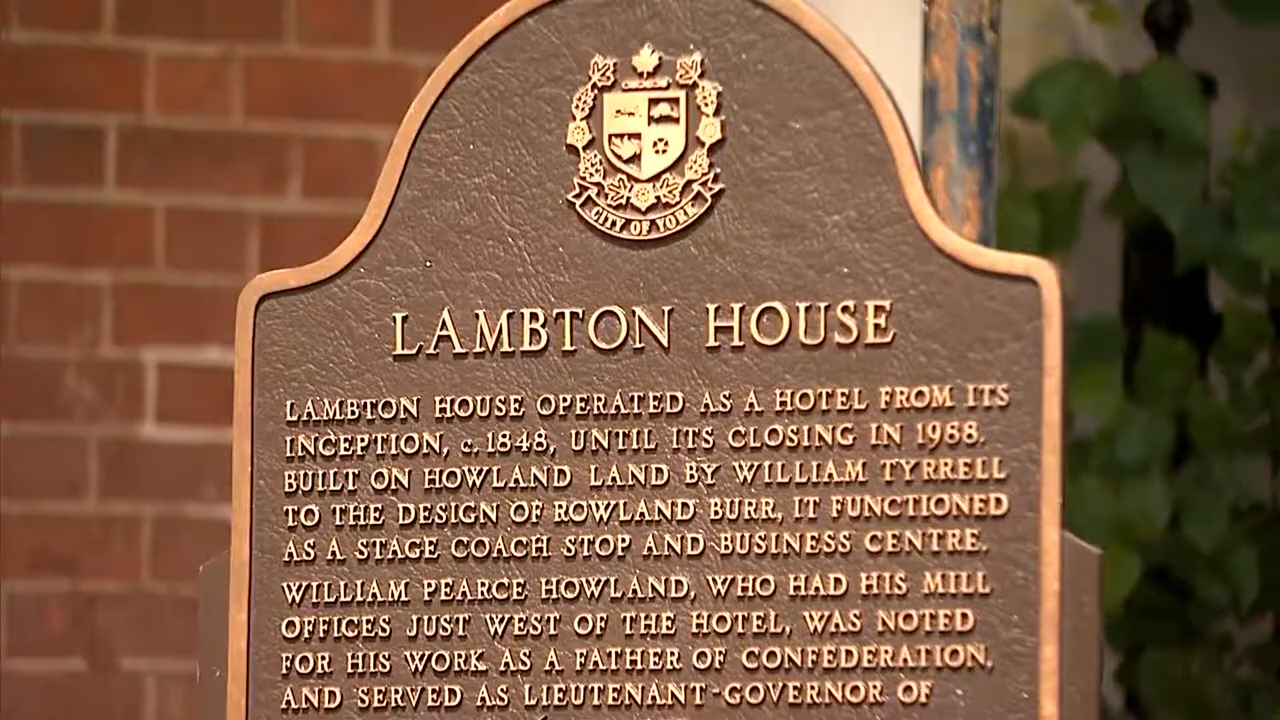 CITY OF YORK
LAMBTON HOUSE
LAMBTON HOUSE OPERATED AS A HOTEL FROM ITS
INCEPTION, c. 1848, UNTIL ITS CLOSING IN 1988.
BUILT ON HOWLAND LAND BY WILLIAM TYRRELL
TO THE DESIGN OF ROWLAND BURR, IT FUNCTIONED
AS A STAGE COACH STOP AND BUSINESS CENTRE.
WILLIAM PEARCE HOWLAND, WHO HAD HIS MILL
OFFICES JUST WEST OF THE HOTEL, WAS NOTED
FOR HIS WORK AS A FATHER OF CONFEDERATION,
AND SERVED AS LIEUTENANT-GOVERNOR OF